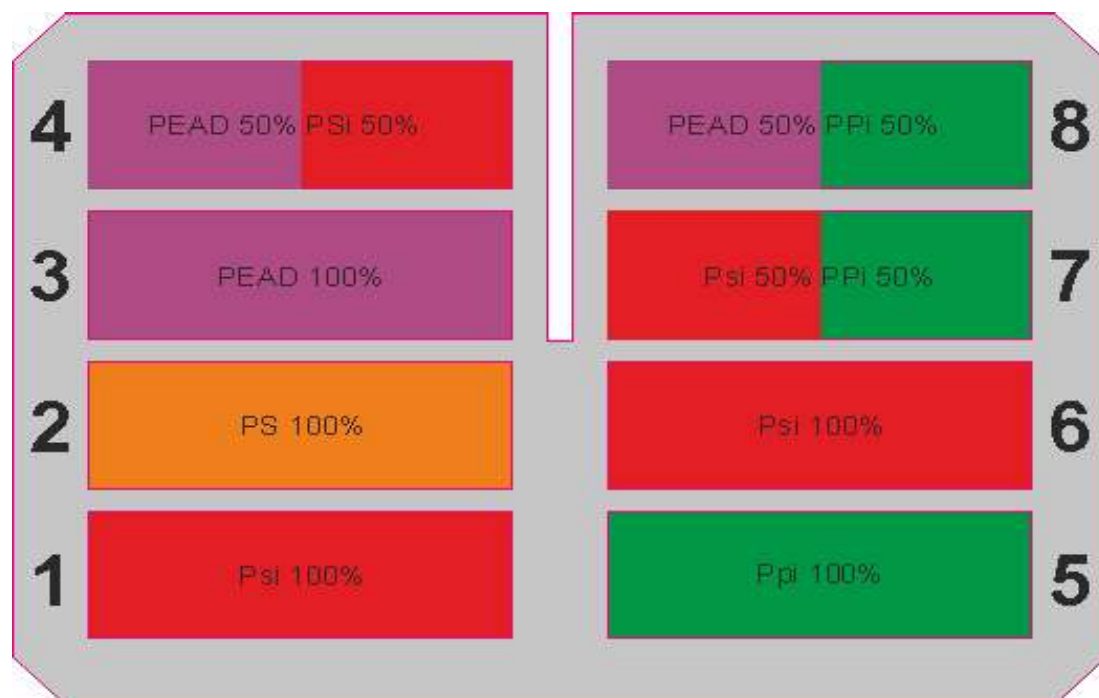 4 PEAD 50% PSi 50%
PEAD 50% PPi 50% 8
3 PEAD 100%
Psi 50% PPi 50% 7
2 PS 100%
Psi 100% 6
1 Psi 100%
Ppi 100% 5